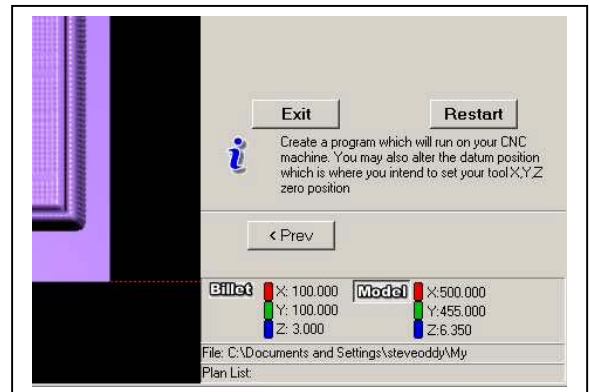 Exit Restart
Create a program which will run on your CNC
machine. You may also alter the datum position
which is where you intend to set your tool X,Y,Z
zero position
< Prev
Billet X: 100.000 Model X:500.000
Y: 100.000 Y:455.000
Z: 3.000 Z:6.350
File: C:\Documents and Settings\steveoddy\My
Plan List: